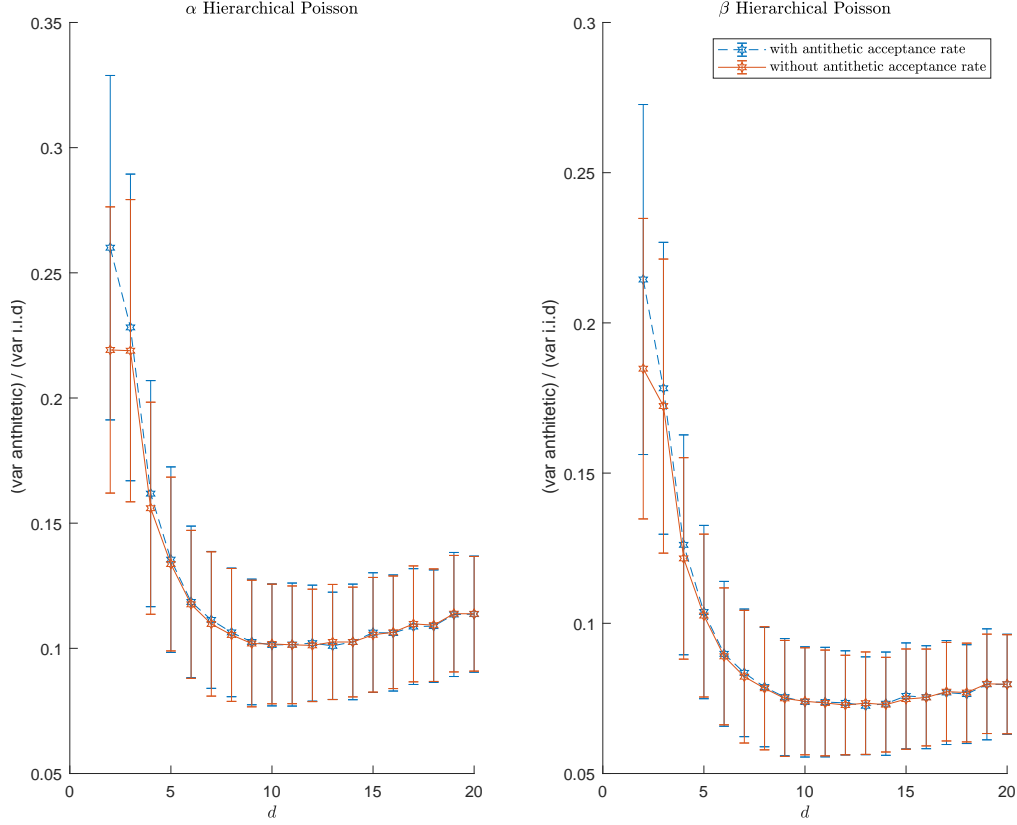 α Hierarchical Poisson
0.35
0.3
0.25
0.2
0.15
0.1
0.05
0
5
10
15
20
d
(var anthitetic) / (var i.i.d)
β Hierarchical Poisson
with antithetic acceptance rate
without antithetic acceptance rate
0.3
0.25
0.2
0.15
0.1
0.05
0
5
10
15
20
d
(var anthitetic) / (var i.i.d)